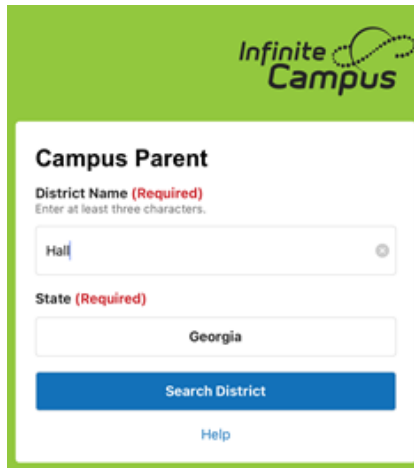 Infinite
Campus
Campus Parent
District Name (Required)
Enter at least three characters.
Hall
State (Required)
Georgia
Search District
Help